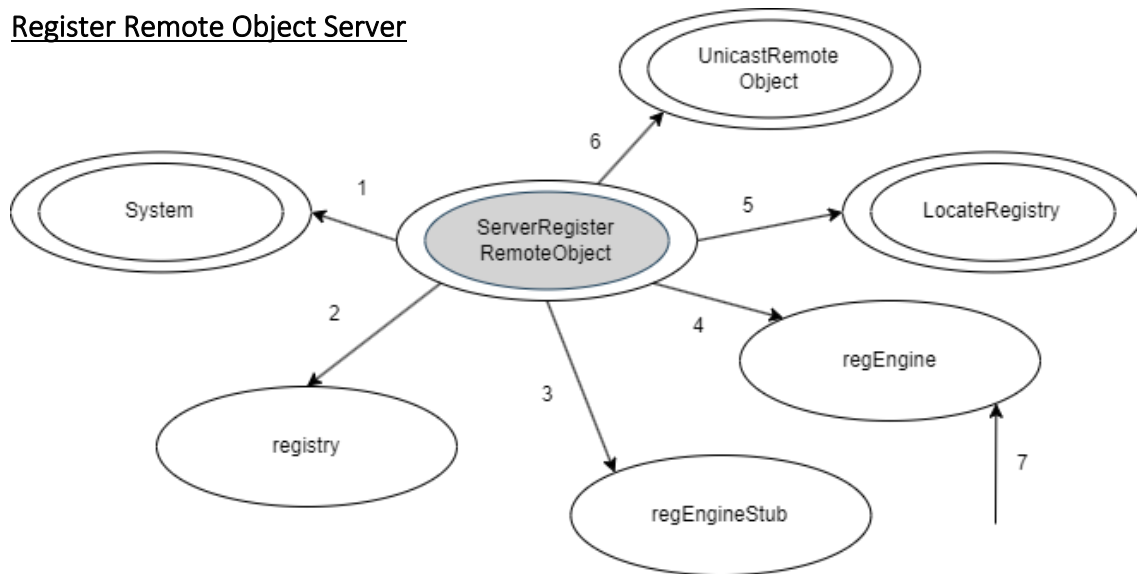 Register Remote Object Server
UnicastRemote
Object
6
1
System
ServerRegister
RemoteObject
5
LocateRegistry
2
4
regEngine
3
registry
7
regEngineStub